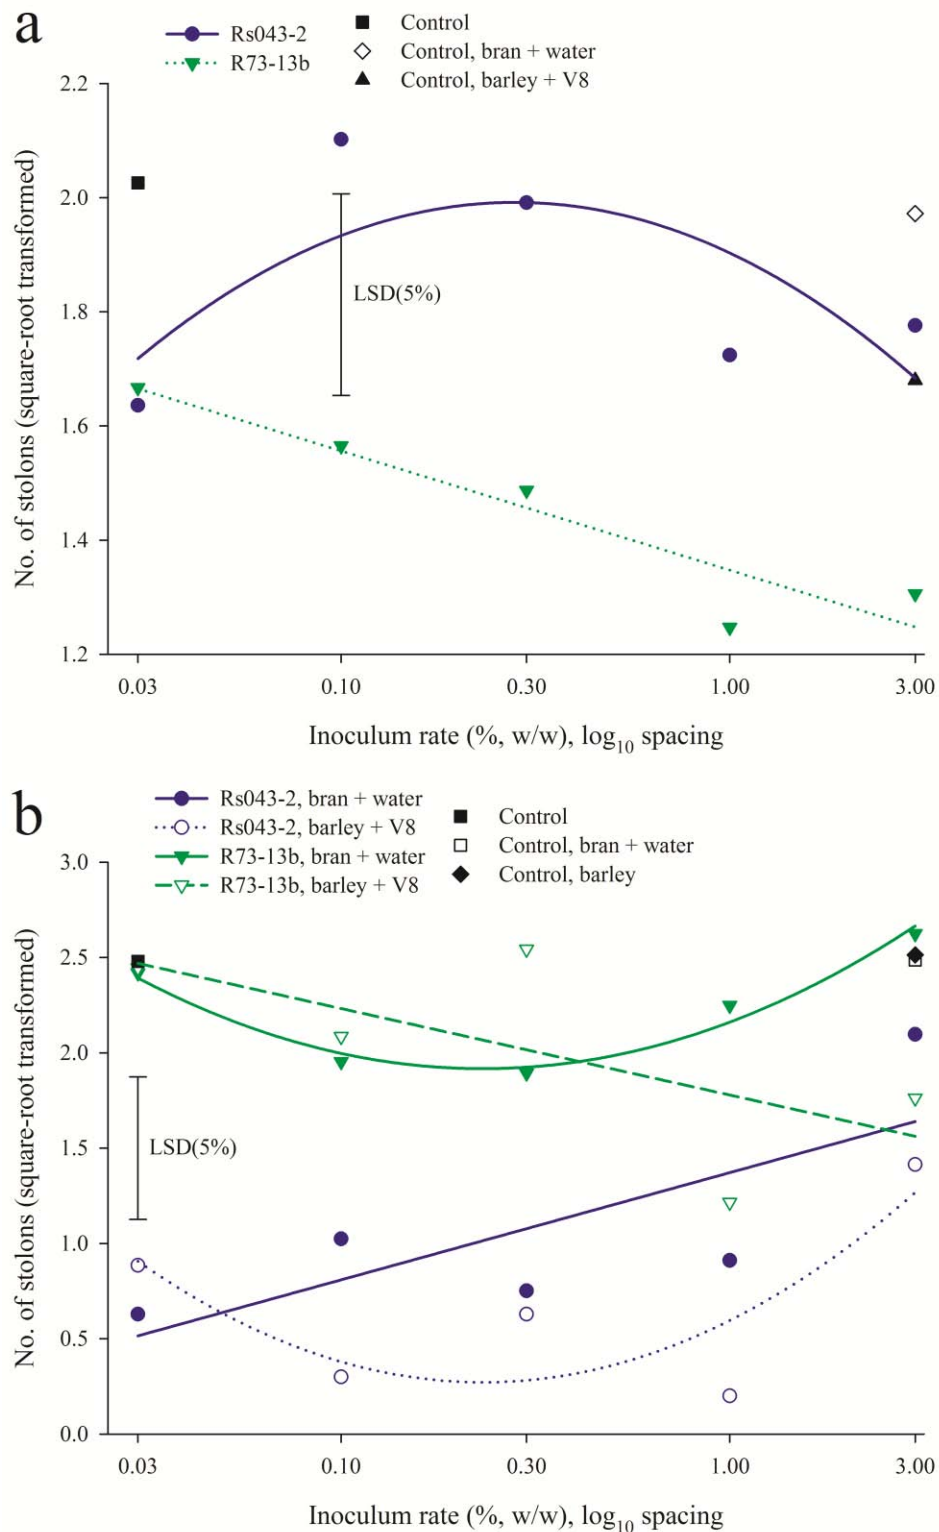 a
Rs043-2
R73-13b
Control
Control, bran + water
Control, barley + V8
No. of stolons (square-root transformed)
2.2
2.0
1.8
1.6
1.4
1.2
LSD(5%)
0.03 0.10 0.30 1.00 3.00
Inoculum rate (%, w/w), log10 spacing
b
Rs043-2, bran + water
Rs043-2, barley + V8
R73-13b, bran + water
R73-13b, barley + V8
Control
Control, bran + water
Control, barley
No. of stolons (square-root transformed)
3.0
2.5
2.0
1.5
1.0
0.5
0.0
LSD(5%)
0.03 0.10 0.30 1.00 3.00
Inoculum rate (%, w/w), log10 spacing